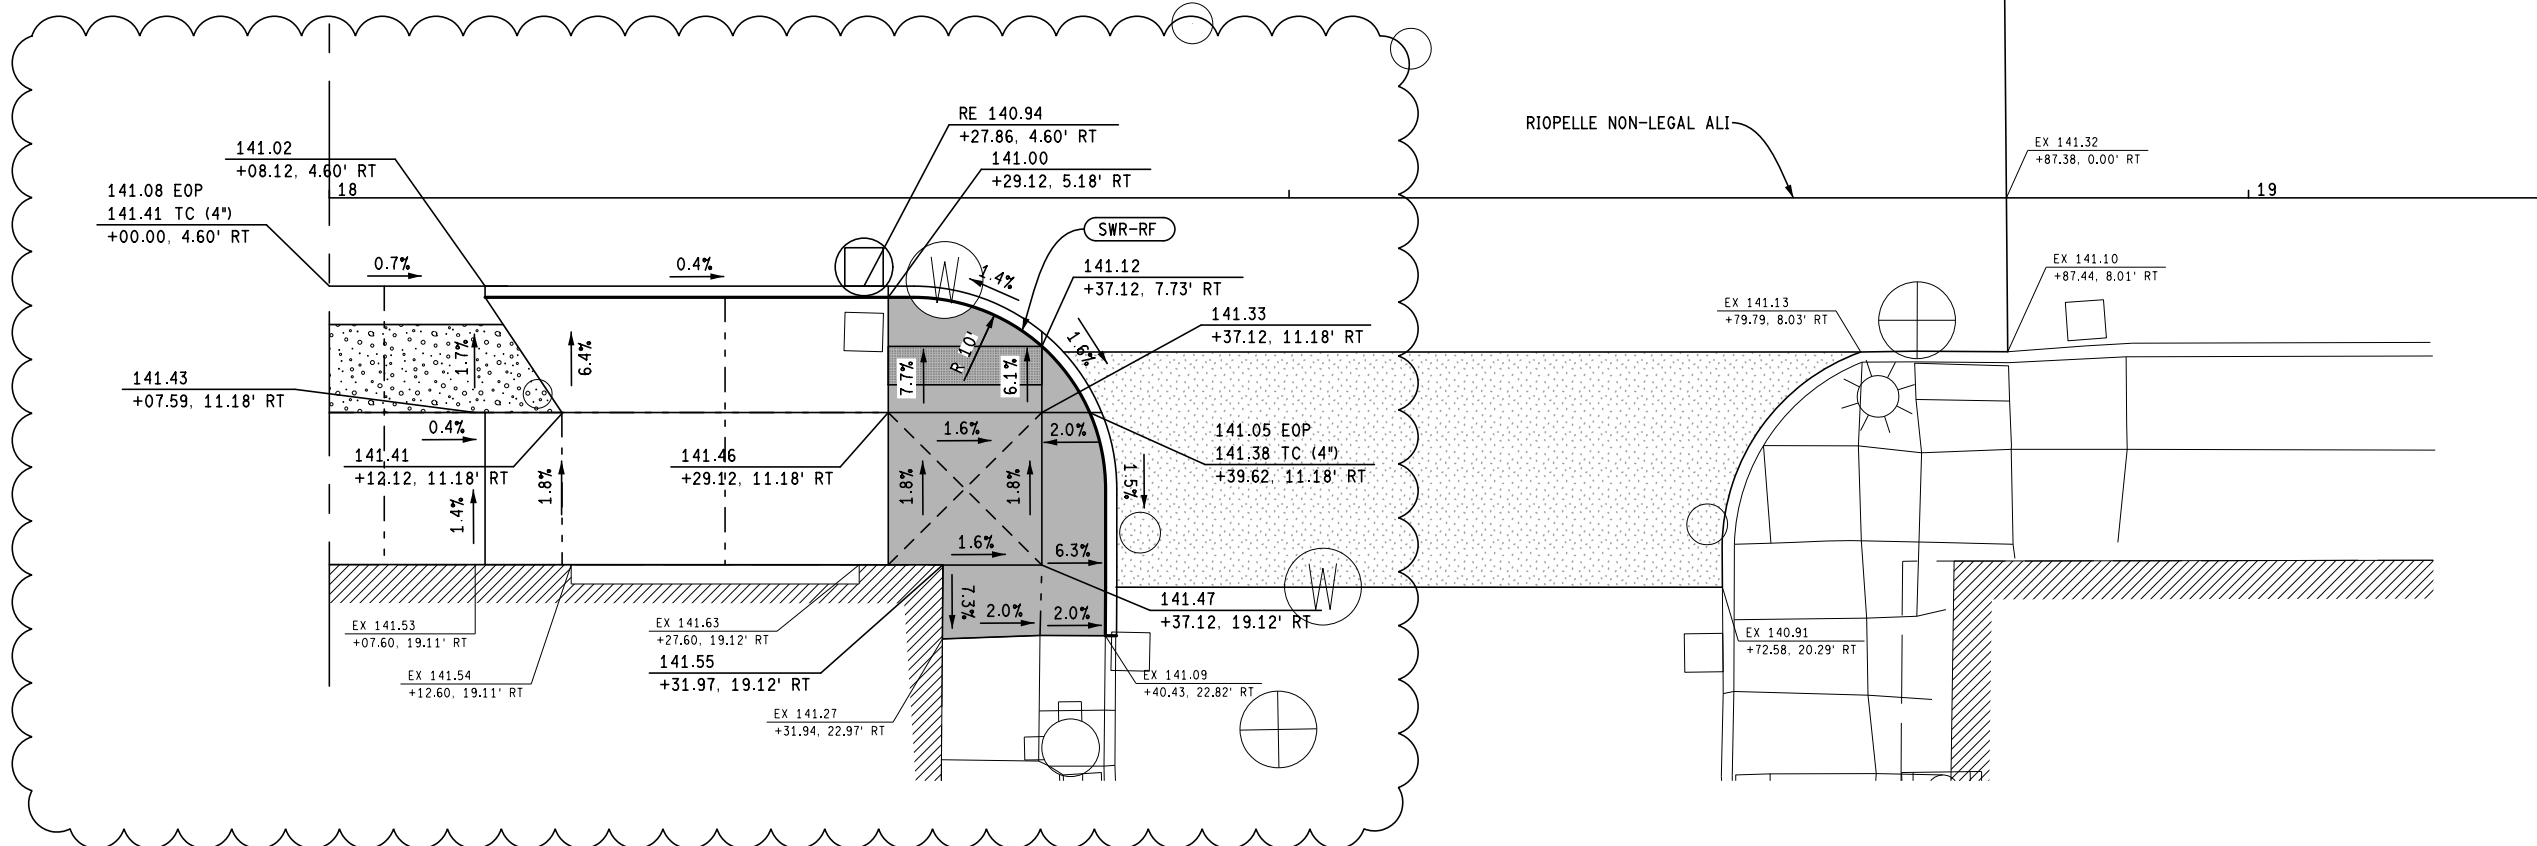 RE 140.94
+27.86, 4.60' RT
141.02
+08.12, 4.60' RT
141.00
+29.12, 5.18' RT
RIOPELLE NON-LEGAL ALI
EX 141.32
+87.38, 0.00' RT
141.08 EOP
141.41 TC (4")
+00.00, 4.60' RT
18
19
SWR-RF
0.7%
0.4%
1.4%
W
141.12
+37.12, 7.73' RT
EX 141.10
+87.44, 8.01' RT
EX 141.13
+79.79, 8.03' RT
141.33
+37.12, 11.18' RT
1.7%
6.4%
7.7%
R 10'
6.1%
1.6%
141.43
+07.59, 11.18' RT
0.4%
1.6%
2.0%
141.05 EOP
141.38 TC (4")
+39.62, 11.18' RT
141.41
+12.12, 11.18' RT
141.46
+29.12, 11.18' RT
1.4%
1.8%
1.8%
1.8%
1.5%
1.6%
6.3%
W
7.3%
2.0%
2.0%
141.47
+37.12, 19.12' RT
EX 141.53
+07.60, 19.11' RT
EX 141.63
+27.60, 19.12' RT
EX 140.91
+72.58, 20.29' RT
141.55
+31.97, 19.12' RT
EX 141.54
+12.60, 19.11' RT
EX 141.09
+40.43, 22.82' RT
EX 141.27
+31.94, 22.97' RT